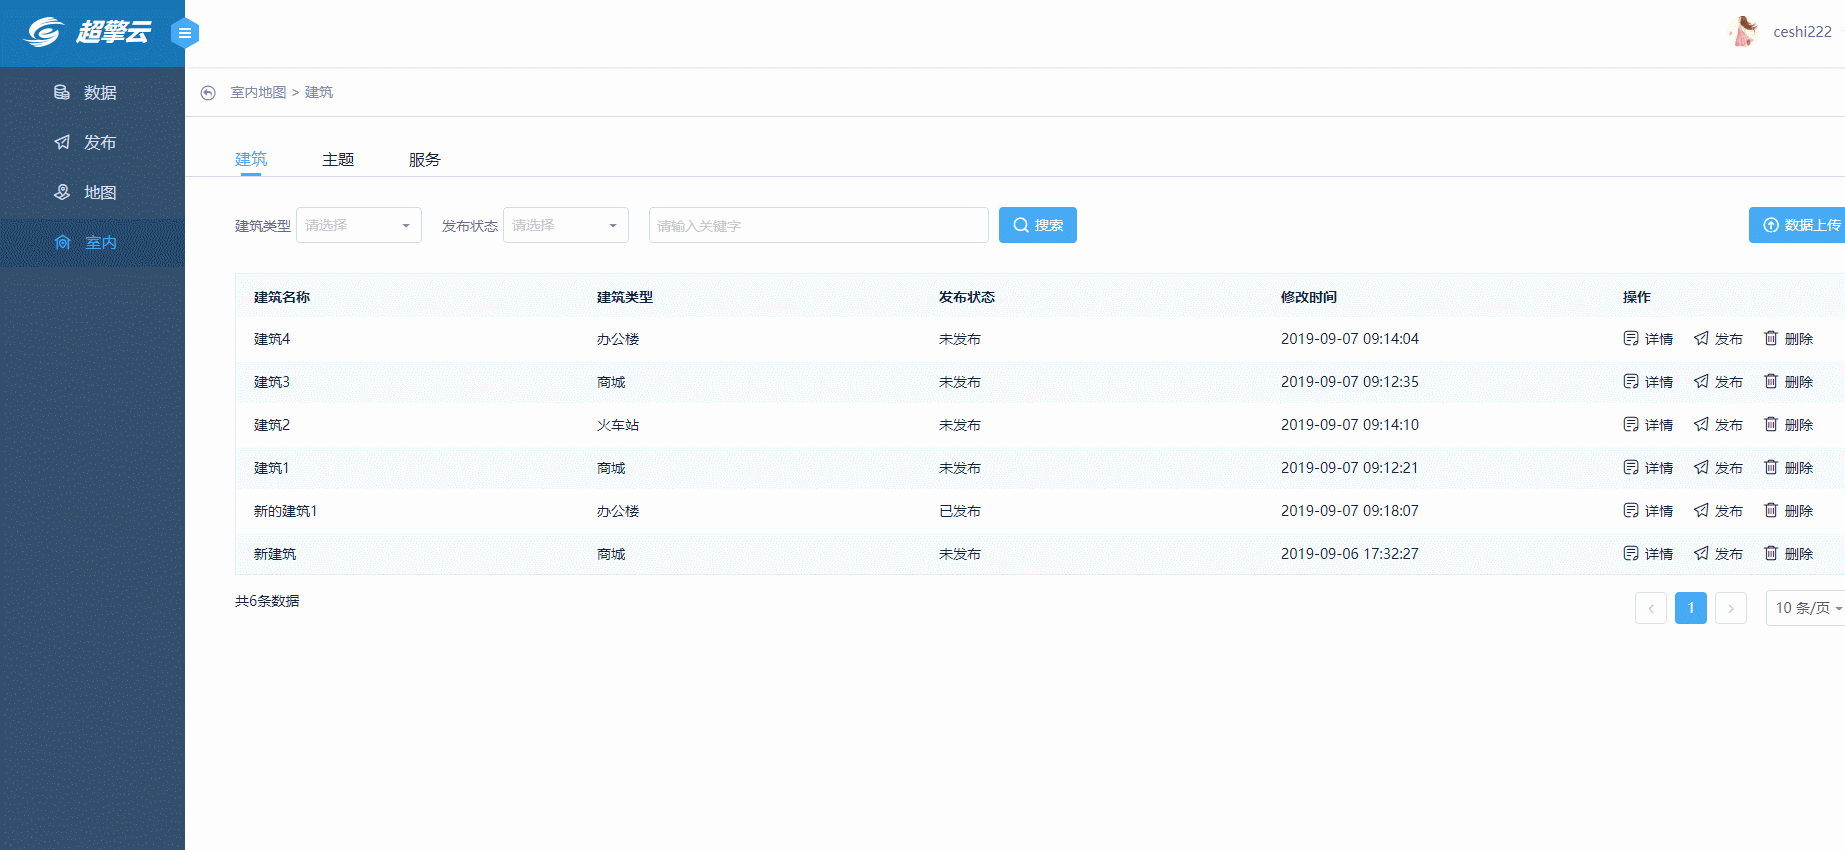 超擎云
ceshi222
数据
发布
地图
室内
室内地图 > 建筑
建筑 主题 服务
建筑类型 请选择 发布状态 请选择 请输入关键字 搜索 数据上传
建筑名称 建筑类型 发布状态 修改时间 操作
建筑4 办公楼 未发布 2019-09-07 09:14:04 详情 发布 删除
建筑3 商城 未发布 2019-09-07 09:12:35 详情 发布 删除
建筑2 火车站 未发布 2019-09-07 09:14:10 详情 发布 删除
建筑1 商城 未发布 2019-09-07 09:12:21 详情 发布 删除
新的建筑1 办公楼 已发布 2019-09-07 09:18:07 详情 发布 删除
新建筑 商城 未发布 2019-09-06 17:32:27 详情 发布 删除
共6条数据
< 1 > 10 条/页